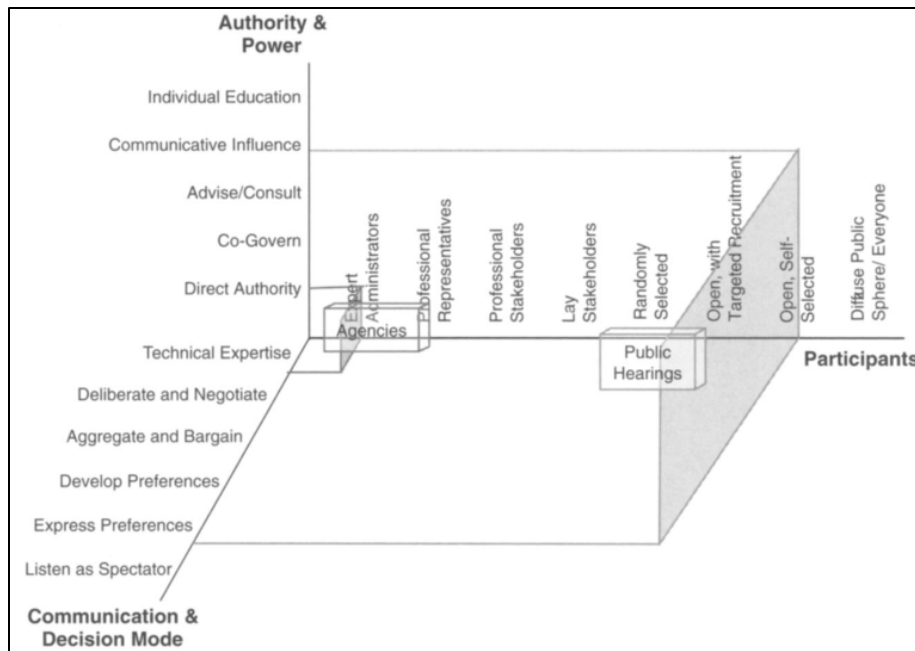 Authority &
Power
Individual Education
Communicative Influence
Advise/Consult
Co-Govern
Direct Authority
Expert
Administrators
Professional
Representatives
Professional
Stakeholders
Lay
Stakeholders
Randomly
Selected
Open, with
Targeted Recruitment
Open, Self-
Selected
Diffuse Public
Sphere/ Everyone
Agencies
Public
Hearings
Participants
Technical Expertise
Deliberate and Negotiate
Aggregate and Bargain
Develop Preferences
Express Preferences
Listen as Spectator
Communication &
Decision Mode